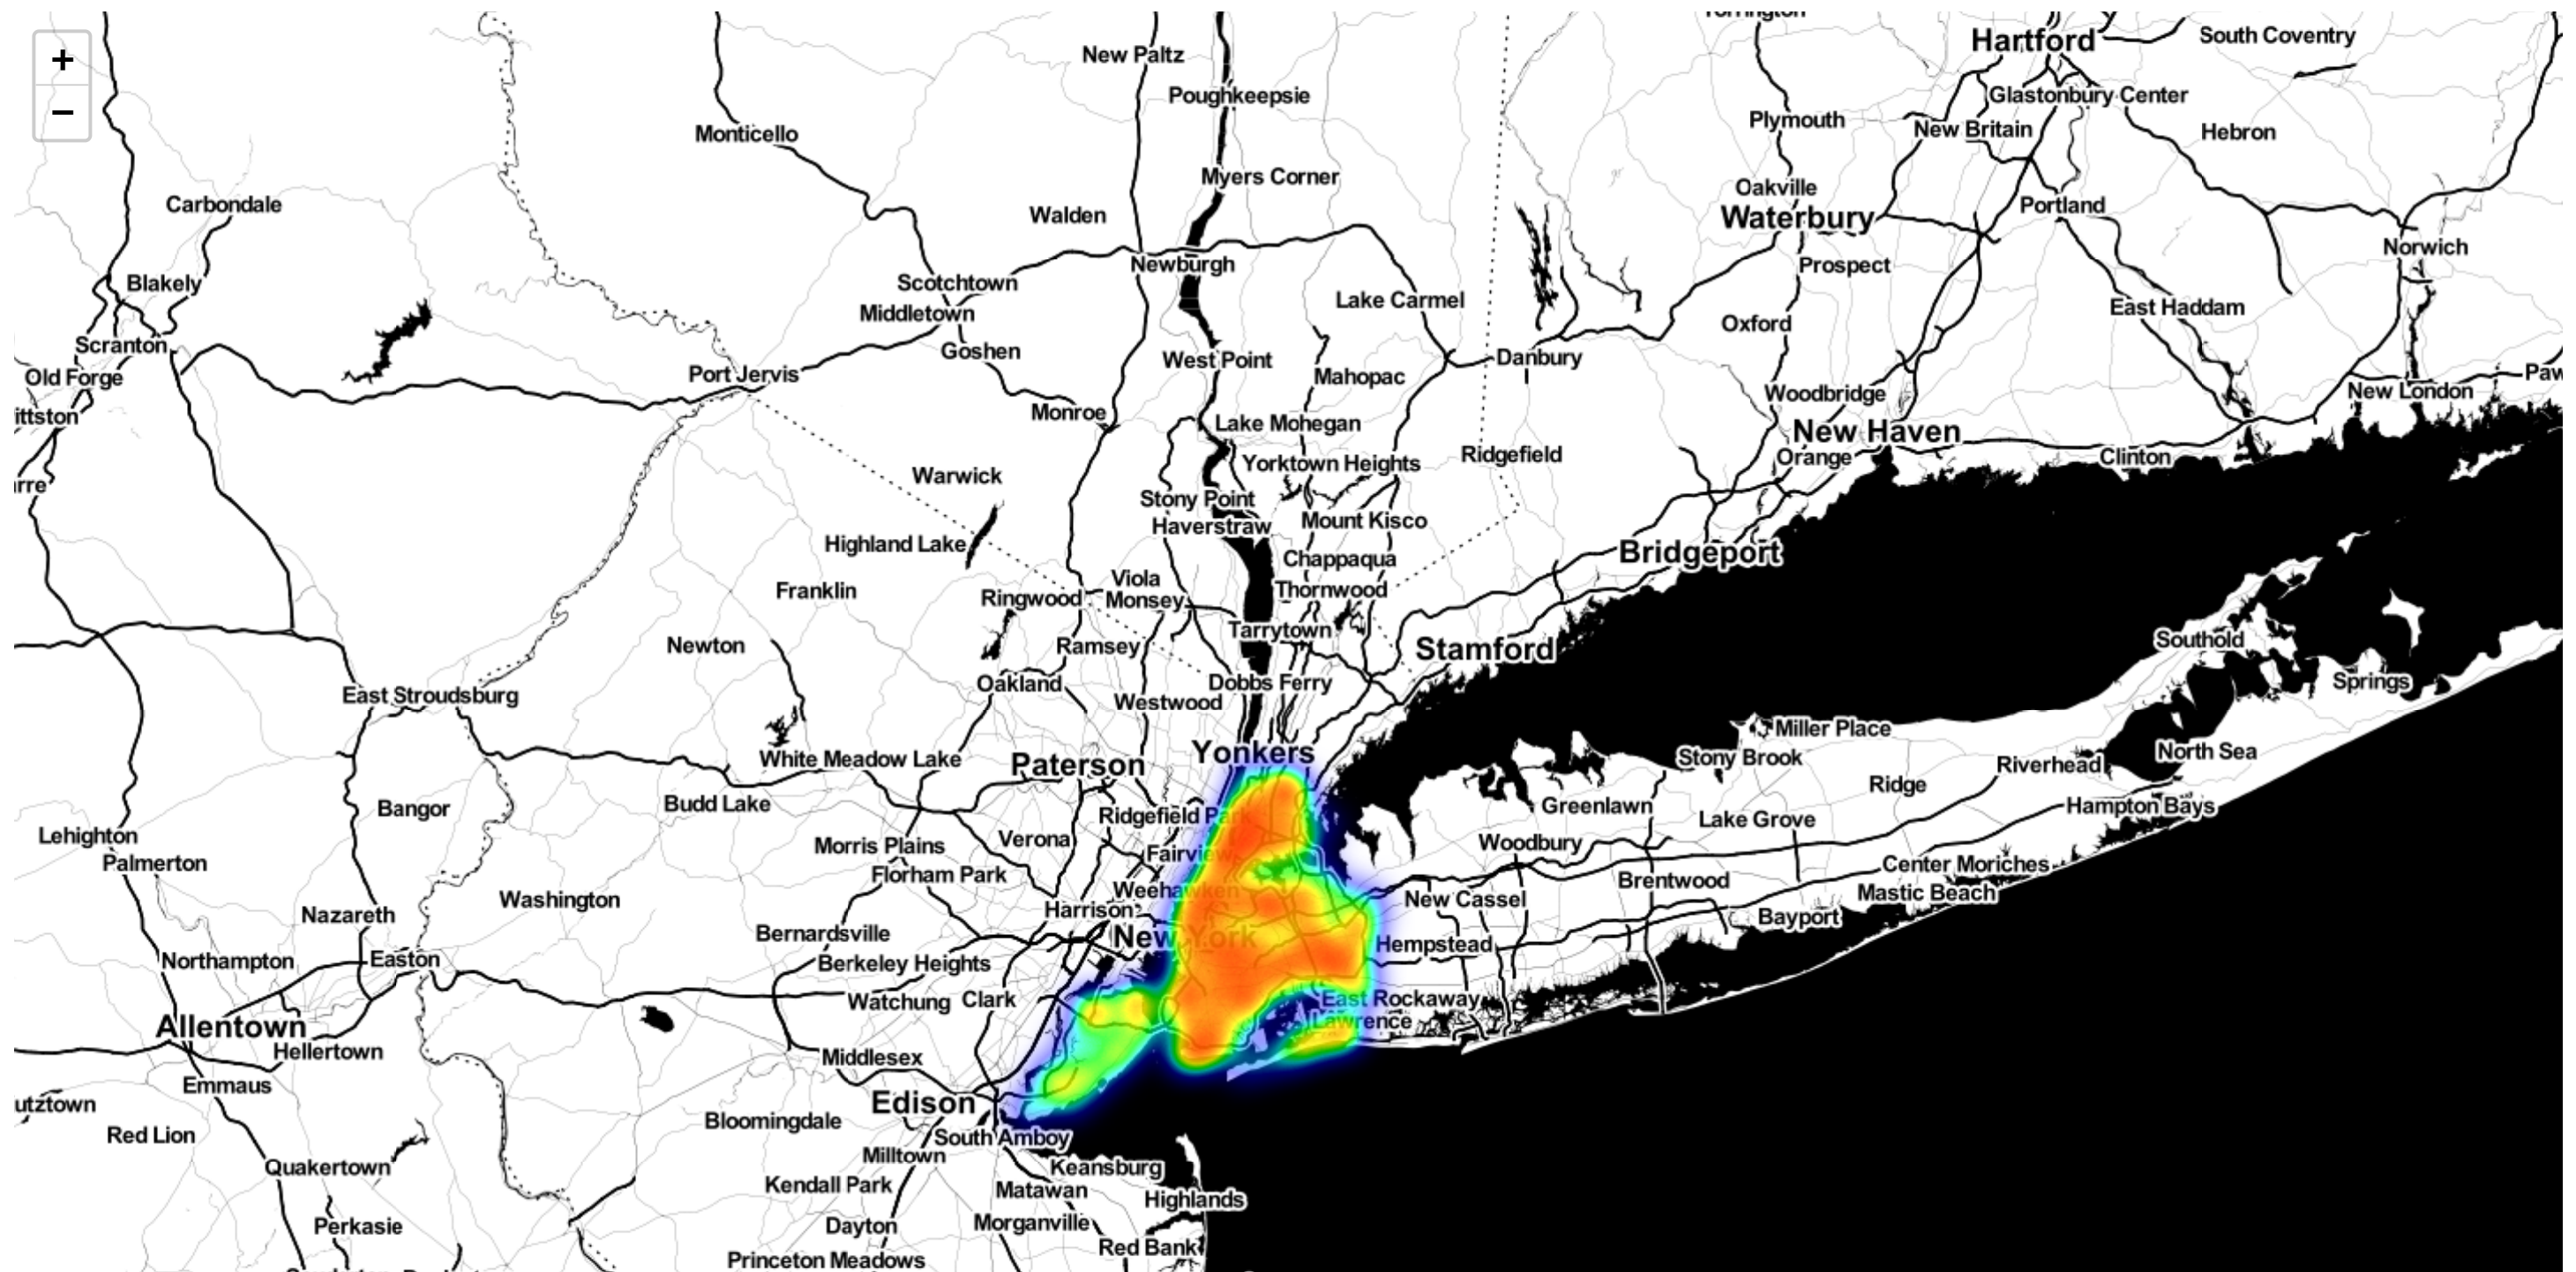 Torrington
+
Hartford
South Coventry
New Paltz
−
Poughkeepsie
Glastonbury Center
Plymouth
New Britain
Hebron
Monticello
Myers Corner
Oakville
Carbondale
Walden
Waterbury
Portland
Norwich
Newburgh
Prospect
Blakely
Scotchtown
Lake Carmel
Middletown
East Haddam
Oxford
Scranton
Goshen
West Point
Danbury
Old Forge
Port Jervis
Mahopac
Paw
Woodbridge
New London
ittston
Monroe
Lake Mohegan
New Haven
Ridgefield
Orange
Clinton
Yorktown Heights
Warwick
rre
Stony Point
Haverstraw
Mount Kisco
Highland Lake
Bridgeport
Chappaqua
Viola
Franklin
Ringwood
Monsey
Thornwood
Tarrytown
Newton
Ramsey
Stamford
Southold
Oakland
Dobbs Ferry
Springs
East Stroudsburg
Westwood
Miller Place
Yonkers
Stony Brook
North Sea
White Meadow Lake
Paterson
Riverhead
Ridge
Budd Lake
Bangor
Greenlawn
Hampton Bays
Ridgefield Park
Lake Grove
Lehighton
Verona
Woodbury
Morris Plains
Fairview
Palmerton
Center Moriches
Florham Park
Brentwood
Weehawken
Mastic Beach
Washington
New Cassel
Harrison
Nazareth
Bayport
Bernardsville
New York
Hempstead
Northampton
Easton
Berkeley Heights
Watchung
Clark
East Rockaway
Allentown
Lawrence
Hellertown
Middlesex
Emmaus
utztown
Edison
Bloomingdale
Red Lion
South Amboy
Milltown
Quakertown
Keansburg
Kendall Park
Matawan
Highlands
Perkasie
Dayton
Morganville
Red Bank
Princeton Meadows